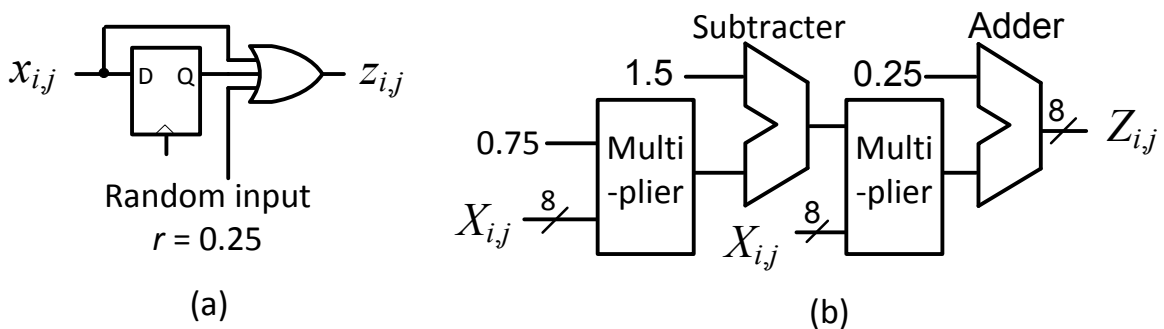 x_{i,j}
D Q
z_{i,j}
Random input
r = 0.25
(a)
Subtracter
Adder
1.5
0.25
0.75
Multi
-plier
Multi
-plier
8
X_{i,j}
8
X_{i,j}
8
Z_{i,j}
(b)